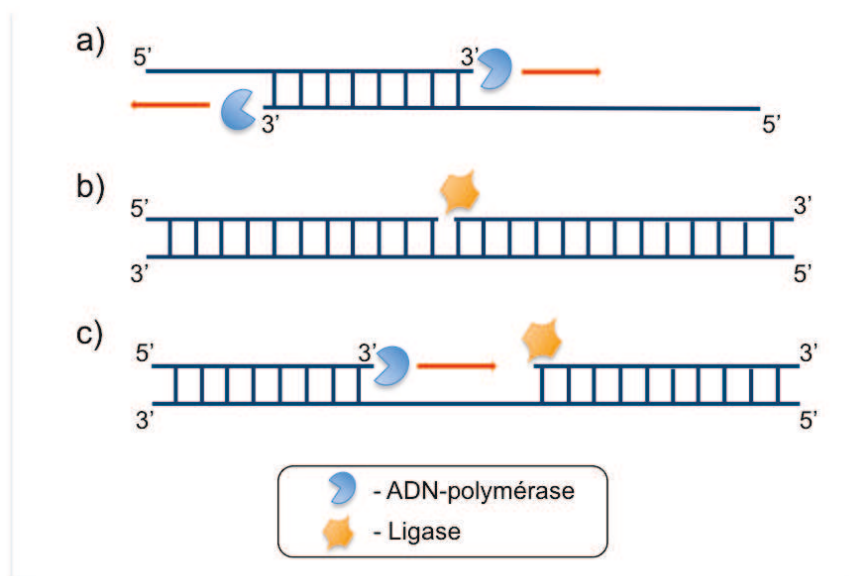 a)
5’ 3’
3’ 5’
b)
5’ 3’
3’ 5’
c)
5’ 3’ 3’
3’ 5’
- ADN-polymérase
- Ligase